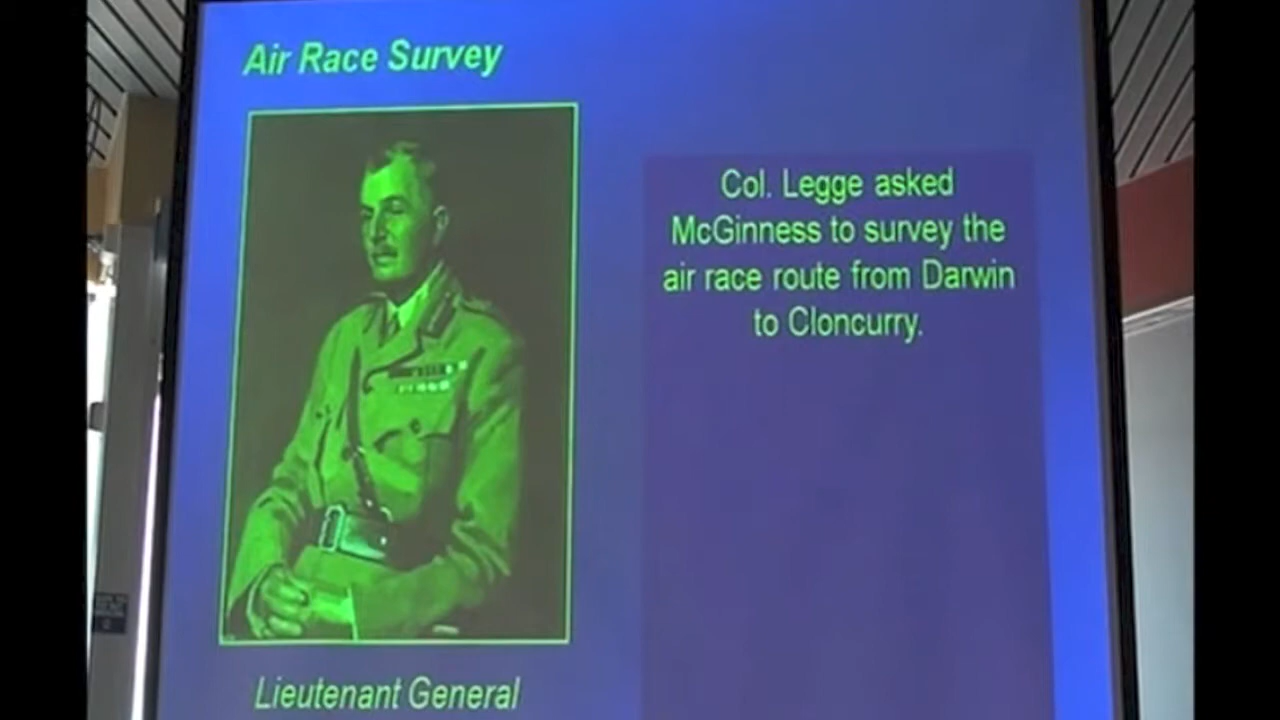 Air Race Survey
Col. Legge asked
McGinness to survey the
air race route from Darwin
to Cloncurry.
Lieutenant General